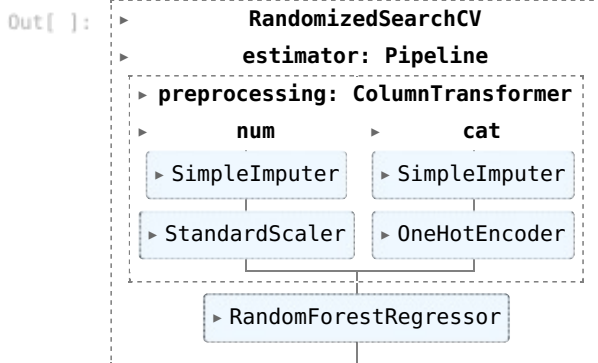 Out[ ]:
▸ RandomizedSearchCV
▸ estimator: Pipeline
▸ preprocessing: ColumnTransformer
▸ num ▸ cat
▸ SimpleImputer ▸ SimpleImputer
▸ StandardScaler ▸ OneHotEncoder
▸ RandomForestRegressor